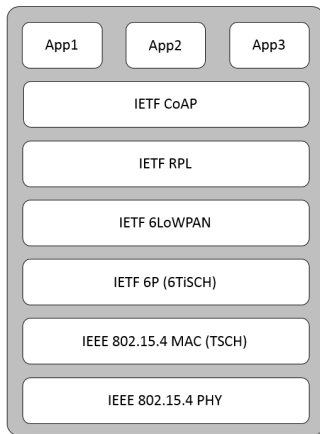 App1 App2 App3
IETF CoAP
IETF RPL
IETF 6LoWPAN
IETF 6P (6TiSCH)
IEEE 802.15.4 MAC (TSCH)
IEEE 802.15.4 PHY